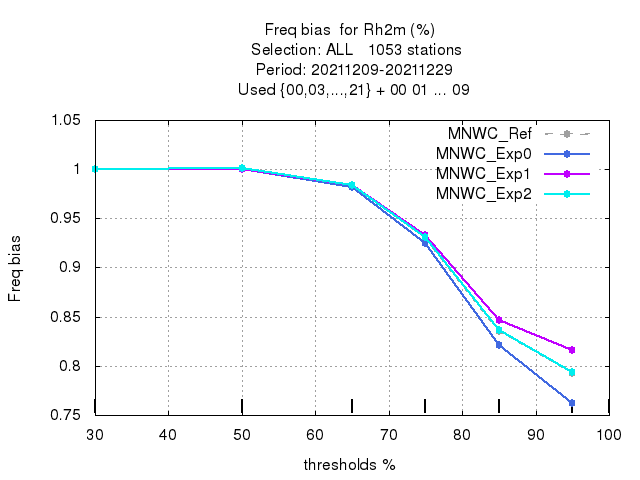 Freq bias  for Rh2m (%)
Selection: ALL   1053 stations
Period: 20211209-20211229
Used {00,03,...,21} + 00 01 ... 09
1.05
1
0.95
0.9
0.85
0.8
0.75
Freq bias
MNWC_Ref
MNWC_Exp0
MNWC_Exp1
MNWC_Exp2
30 40 50 60 70 80 90 100
thresholds %